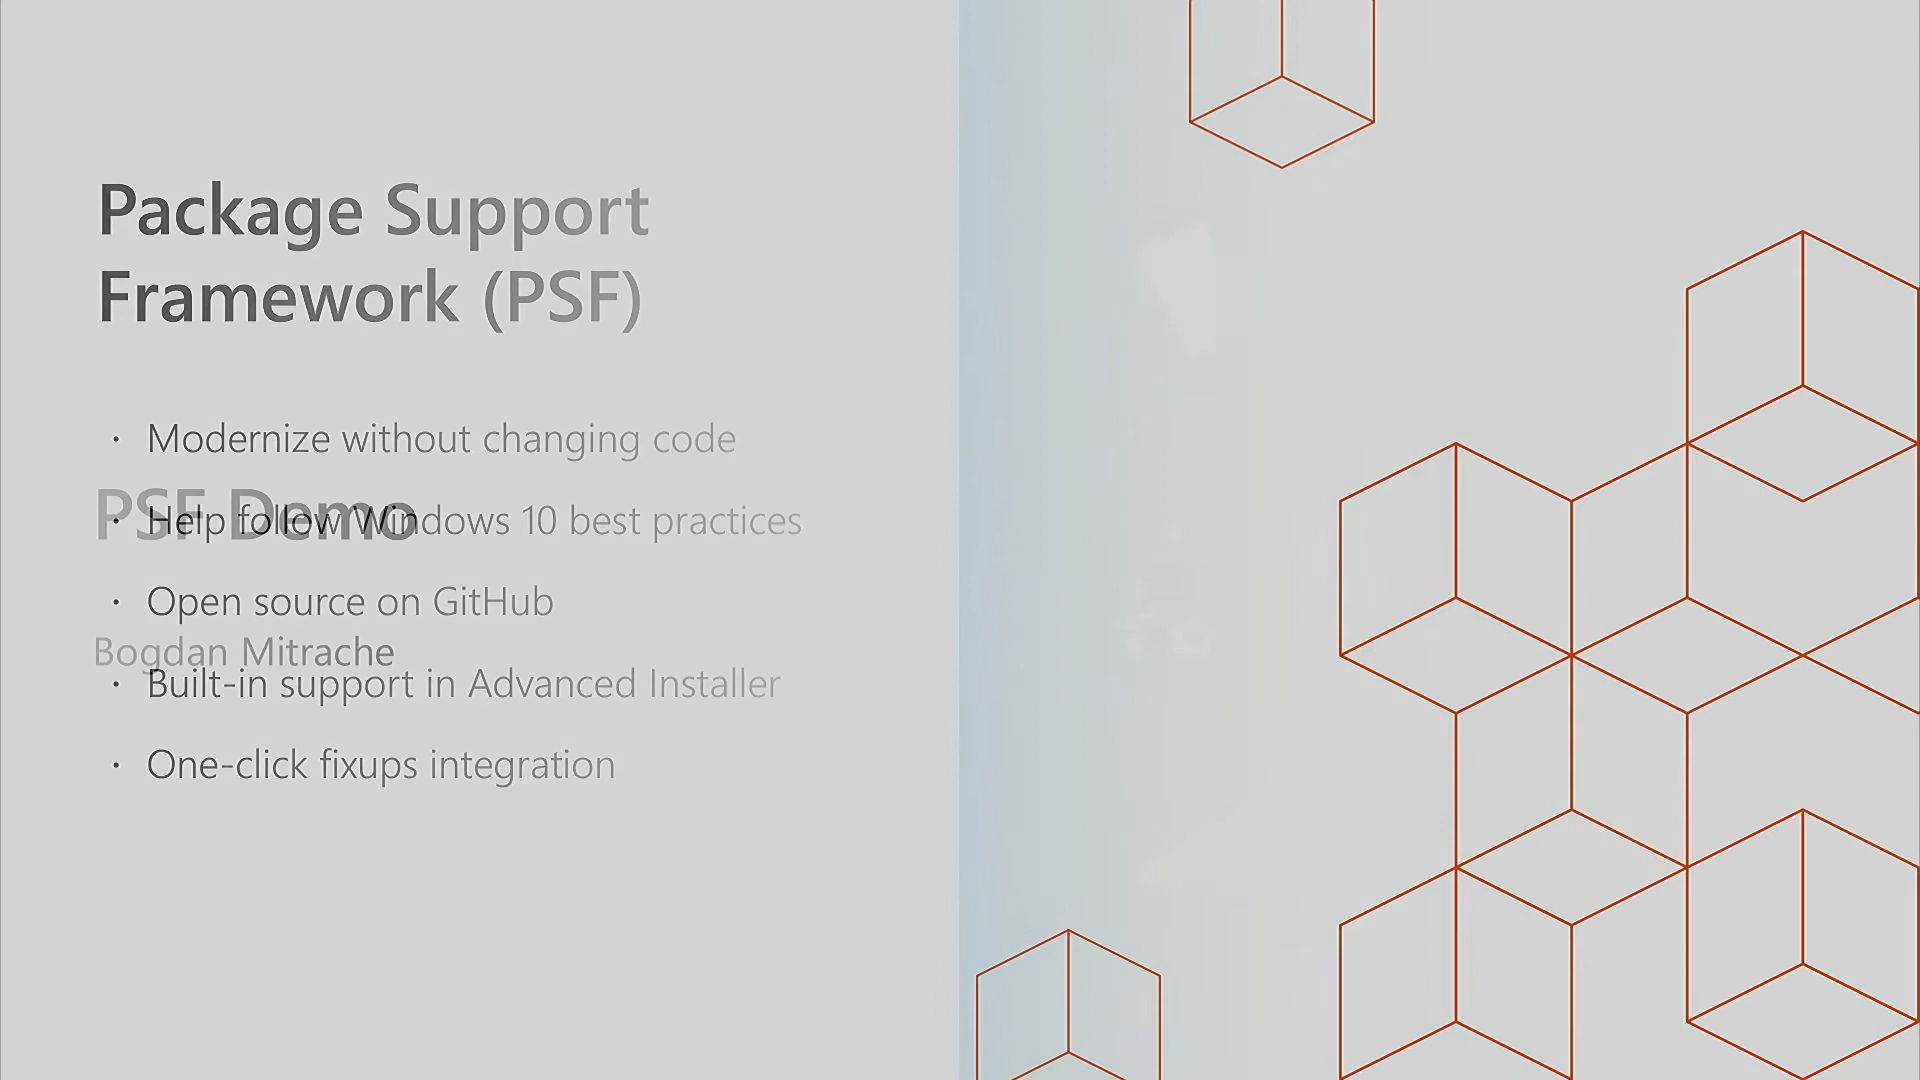 Package Support
Framework (PSF)
• Modernize without changing code
PSF Demo
• Help follow Windows 10 best practices
• Open source on GitHub
Bogdan Mitrache
• Built-in support in Advanced Installer
• One-click fixups integration